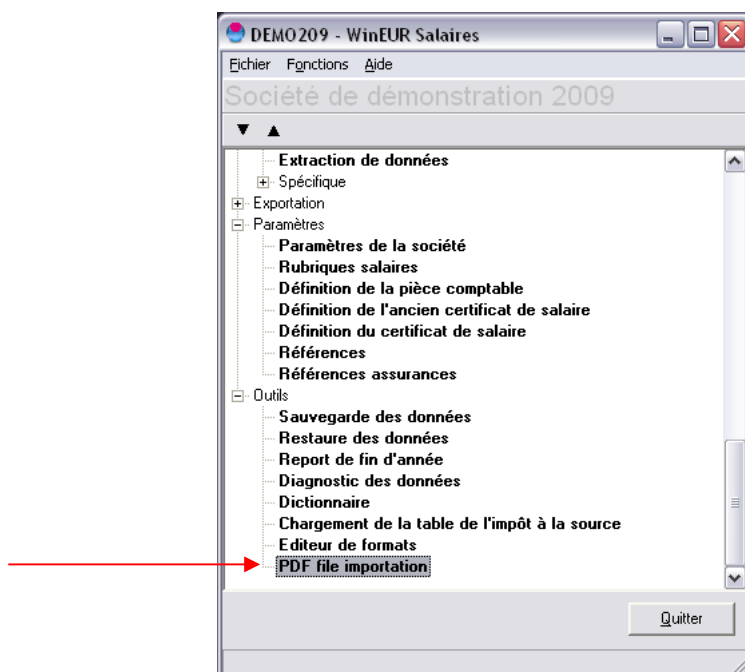 DEMO209 - WinEUR Salaires
Fichier Fonctions Aide
Société de démonstration 2009
Extraction de données
Spécifique
Exportation
Paramètres
Paramètres de la société
Rubriques salaires
Définition de la pièce comptable
Définition de l'ancien certificat de salaire
Définition du certificat de salaire
Références
Références assurances
Outils
Sauvegarde des données
Restaure des données
Report de fin d'année
Diagnostic des données
Dictionnaire
Chargement de la table de l'impôt à la source
Editeur de formats
PDF file importation
Quitter